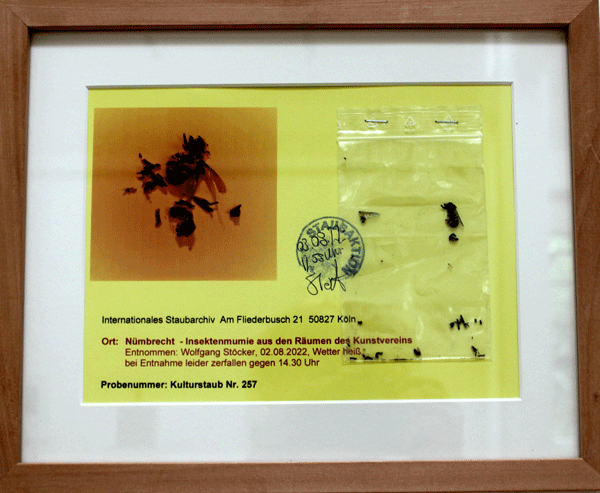 STAUBAKTION
Internationales Staubarchiv Am Fliederbusch 21 50827 Köln
Ort: Nümbrecht - Insektenmumie aus den Räumen des Kunstvereins
Entnommen: Wolfgang Stöcker, 02.08.2022, Wetter heiß,
bei Entnahme leider zerfallen gegen 14.30 Uhr
Probenummer: Kulturstaub Nr. 257